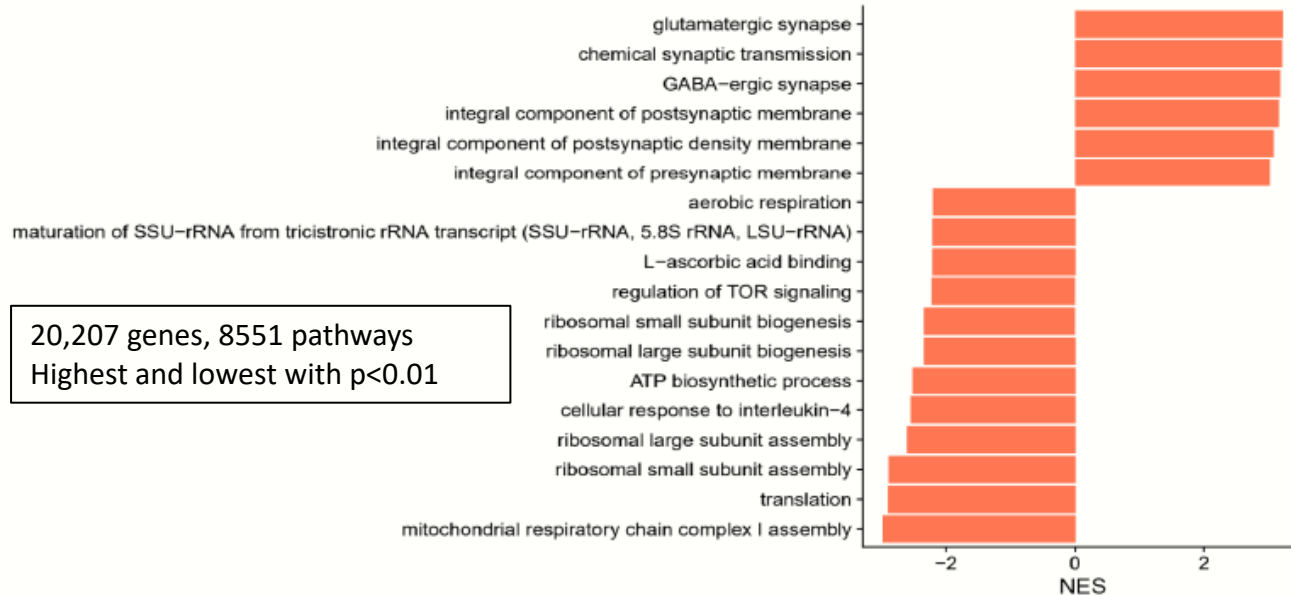 glutamatergic synapse
chemical synaptic transmission
GABA−ergic synapse
integral component of postsynaptic membrane
integral component of postsynaptic density membrane
integral component of presynaptic membrane
aerobic respiration
maturation of SSU−rRNA from tricistronic rRNA transcript (SSU−rRNA, 5.8S rRNA, LSU−rRNA)
L−ascorbic acid binding
regulation of TOR signaling
ribosomal small subunit biogenesis
ribosomal large subunit biogenesis
ATP biosynthetic process
cellular response to interleukin−4
ribosomal large subunit assembly
ribosomal small subunit assembly
translation
mitochondrial respiratory chain complex I assembly
20,207 genes, 8551 pathways
Highest and lowest with p<0.01
−2 0 2
NES